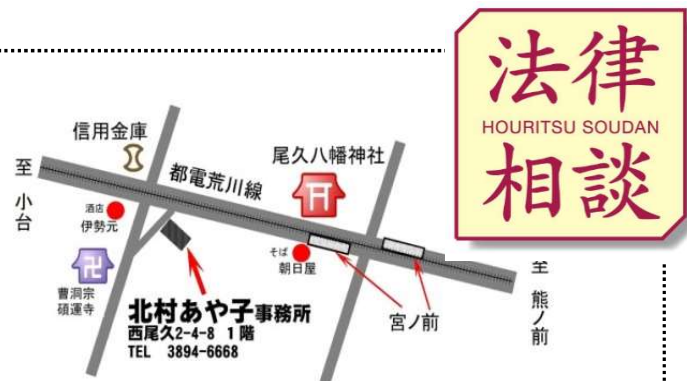 法律
HOURITSU SOUDAN
相談
信用金庫
尾久八幡神社
至 小台
都電荒川線
酒店
伊勢元
そば
朝日屋
曹洞宗
碩運寺
北村あや子事務所
西尾久2-4-8 1階
TEL 3894-6668
宮ノ前
至 熊ノ前